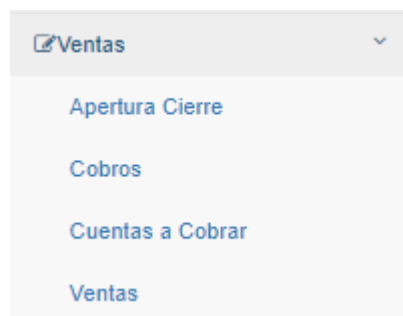 Ventas
Apertura Cierre
Cobros
Cuentas a Cobrar
Ventas